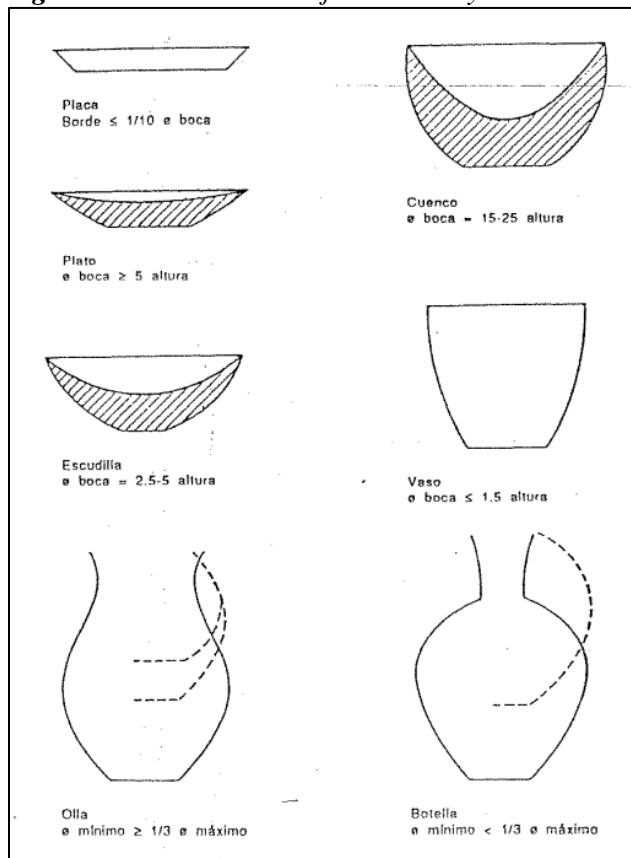 Placa
Borde ≤ 1/10 ø boca
Plato
ø boca ≥ 5 altura
Escudilla
ø boca = 2.5-5 altura
Olla
ø mínimo ≥ 1/3 ø máximo
Cuenco
ø boca = 15-25 altura
Vaso
ø boca ≤ 1.5 altura
Botella
ø mínimo < 1/3 ø máximo